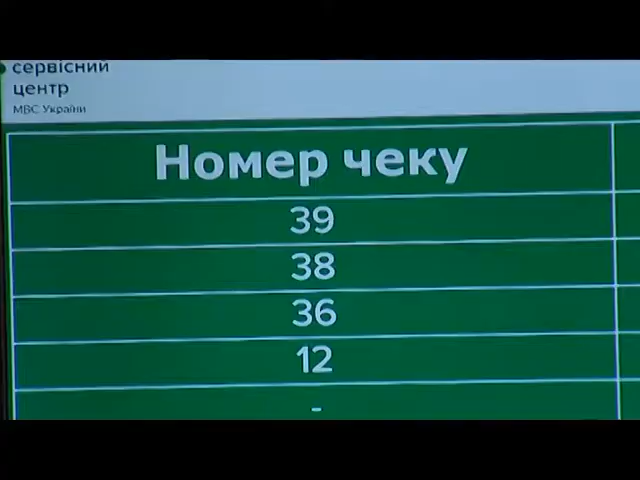 сервісний
центр
МВС України
Номер чеку
39
38
36
12
-